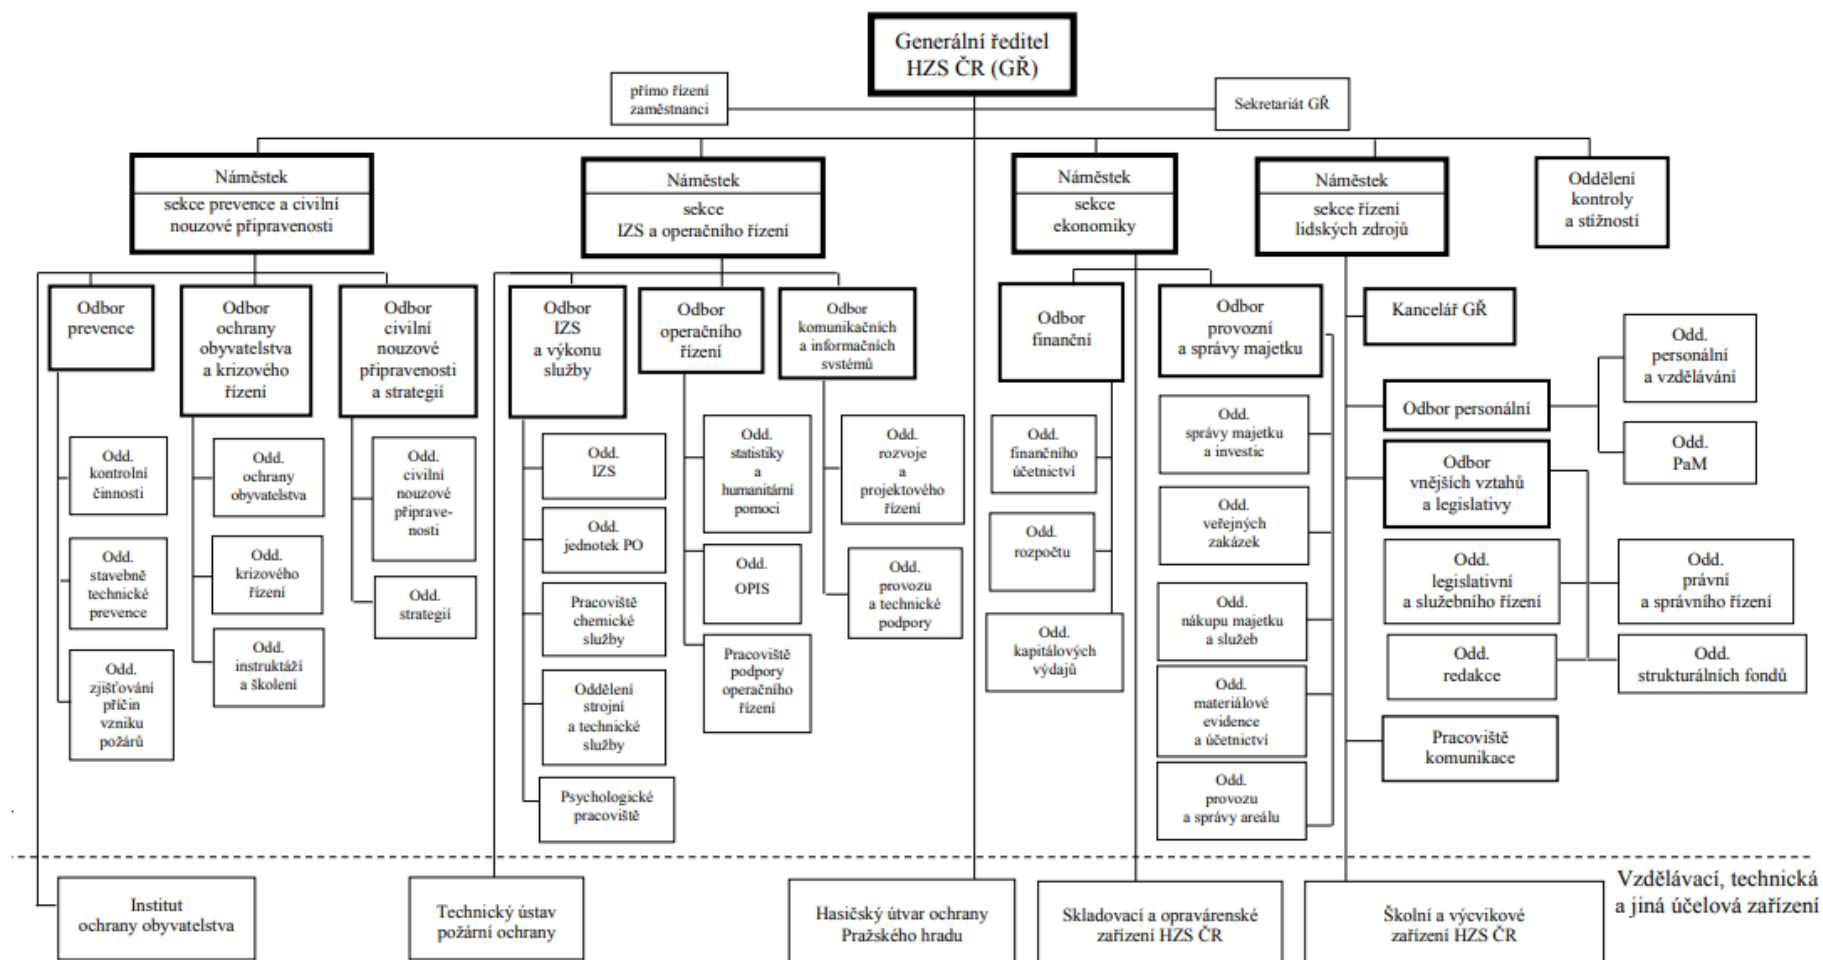 Generální ředitel
HZS ČR (GŘ)
přímo řízení
zaměstnanci
Sekretariát GŘ
Náměstek
sekce prevence a civilní
nouzové připravenosti
Náměstek
sekce
IZS a operačního řízení
Náměstek
sekce
ekonomiky
Náměstek
sekce řízení
lidských zdrojů
Oddělení
kontroly
a stížností
Odbor
prevence
Odd.
kontrolní
činnosti
Odd.
stavebně
technické
prevence
Odd.
zjišťování
příčin
vzniku
požárů
Odbor
ochrany
obyvatelstva
a krizového
řízení
Odd.
ochrany
obyvatelstva
Odd.
krizového
řízení
Odd.
instruktáží
a školení
Odbor
civilní
nouzové
připravenosti
a strategií
Odd.
civilní
nouzové
připrave-
nosti
Odd.
strategií
Odbor
IZS
a výkonu
služby
Odd.
IZS
Odd.
jednotek PO
Pracoviště
chemické
služby
Oddělení
strojní
a technické
služby
Psychologické
pracoviště
Odbor
operačního
řízení
Odd.
statistiky
a
humanitární
pomoci
Odd.
OPIS
Pracoviště
podpory
operačního
řízení
Odbor
komunikačních
a informačních
systémů
Odd.
rozvoje
a
projektového
řízení
Odd.
provozu
a technické
podpory
Odbor
finanční
Odd.
finančního
účetnictví
Odd.
rozpočtu
Odd.
kapitálových
výdajů
Odbor
provozní
a správy majetku
Odd.
správy majetku
a investic
Odd.
veřejných
zakázek
Odd.
nákupu majetku
a služeb
Odd.
materiálové
evidence
a účetnictví
Odd.
provozu
a správy areálu
Kancelář GŘ
Odbor personální
Odd.
personální
a vzdělávání
Odd.
PaM
Odbor
vnějších vztahů
a legislativy
Odd.
legislativní
a služebního řízení
Odd.
právní
a správního řízení
Odd.
redakce
Odd.
strukturálních fondů
Pracoviště
komunikace
Institut
ochrany obyvatelstva
Technický ústav
požární ochrany
Hasičský útvar ochrany
Pražského hradu
Skladovací a opravárenské
zařízení HZS ČR
Školní a výcvikové
zařízení HZS ČR
Vzdělávací, technická
a jiná účelová zařízení